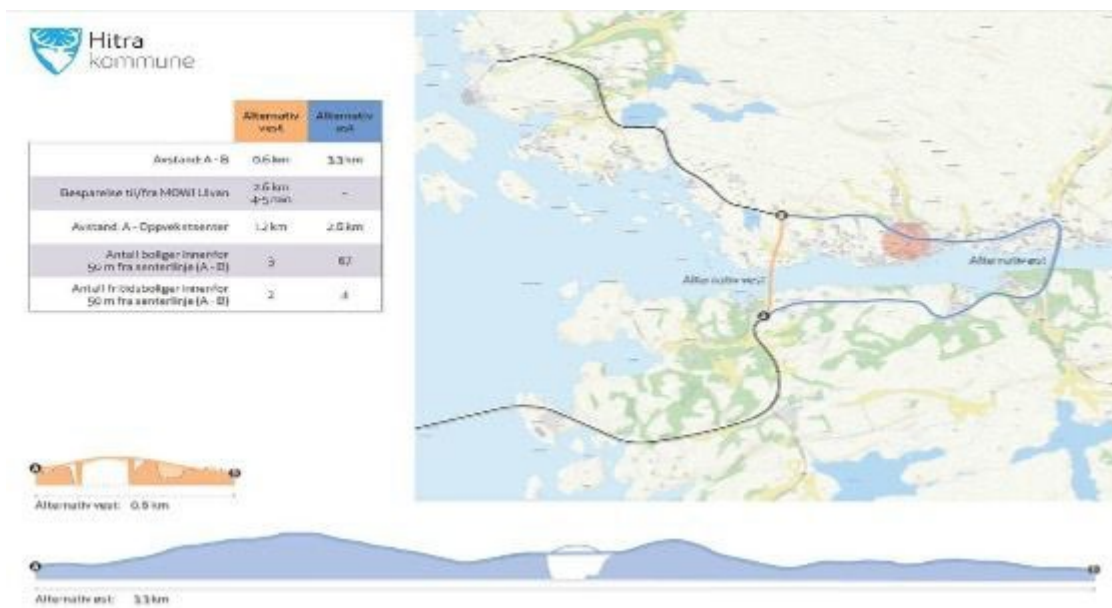 Hitra
kommune
Alternativ
vest
Alternativ
øst
Avstand: A - B 0.6 km 3.3 km
Besparelse til/fra MOWI Ulvan 2.6 km
4-5 min -
Avstand: A - Oppvekstsenter 1.2 km 2.6 km
Antall boliger innenfor
50 m fra senterlinje (A - B) 3 67
Antall fritidsboliger innenfor
50 m fra senterlinje (A - B) 2 4
B
Alternativ øst
Alternativ vest
A
A B
Alternativ vest: 0.6 km
A B
Alternativ øst: 3.3 km